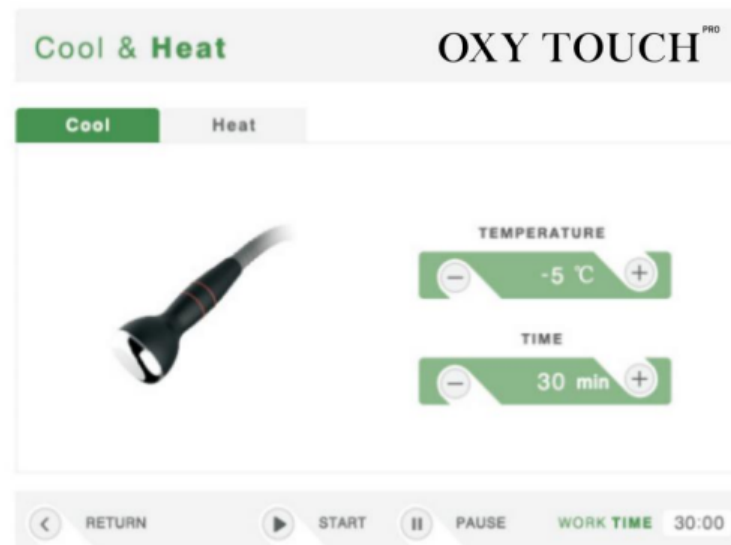 Cool & Heat
OXY TOUCH PRO
Cool
Heat
TEMPERATURE
-5 ℃
TIME
30 min
RETURN
START
PAUSE
WORK TIME 30:00